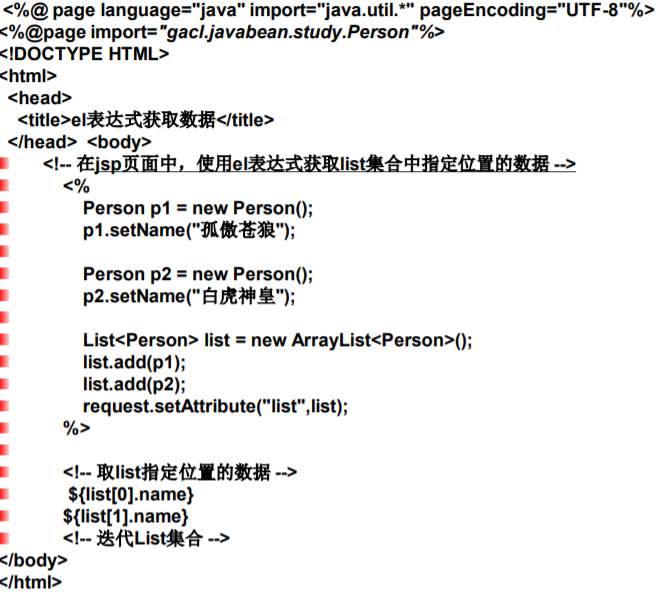 <%@ page language="java" import="java.util.*" pageEncoding="UTF-8"%>
<%@page import="gacl.javabean.study.Person"%>
<!DOCTYPE HTML>
<html>
<head>
<title>el表达式获取数据</title>
</head> <body>
<!-- 在jsp页面中，使用el表达式获取list集合中指定位置的数据 -->
<%
Person p1 = new Person();
p1.setName("孤傲苍狼");
Person p2 = new Person();
p2.setName("白虎神皇");
List<Person> list = new ArrayList<Person>();
list.add(p1);
list.add(p2);
request.setAttribute("list",list);
%>
<!-- 取list指定位置的数据 -->
${list[0].name}
${list[1].name}
<!-- 迭代List集合 -->
</body>
</html>